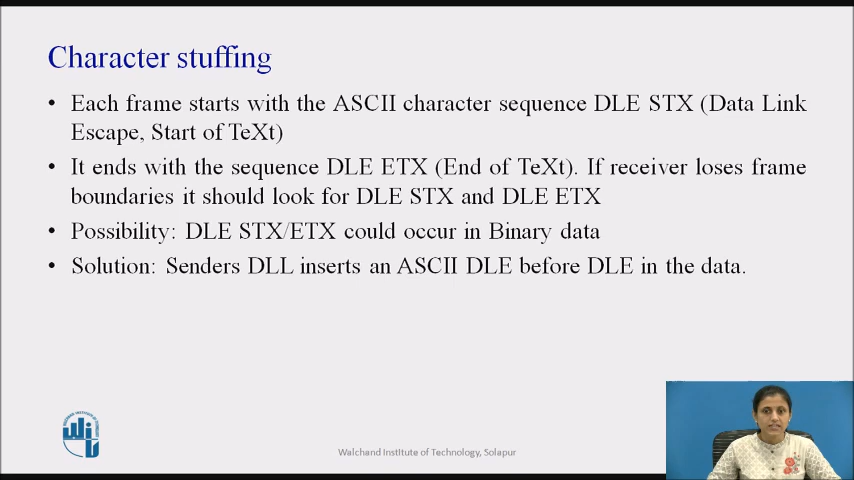 Character stuffing
• Each frame starts with the ASCII character sequence DLE STX (Data Link
Escape, Start of TeXt)
• It ends with the sequence DLE ETX (End of TeXt). If receiver loses frame
boundaries it should look for DLE STX and DLE ETX
• Possibility: DLE STX/ETX could occur in Binary data
• Solution: Senders DLL inserts an ASCII DLE before DLE in the data.
Walchand Institute of Technology, Solapur